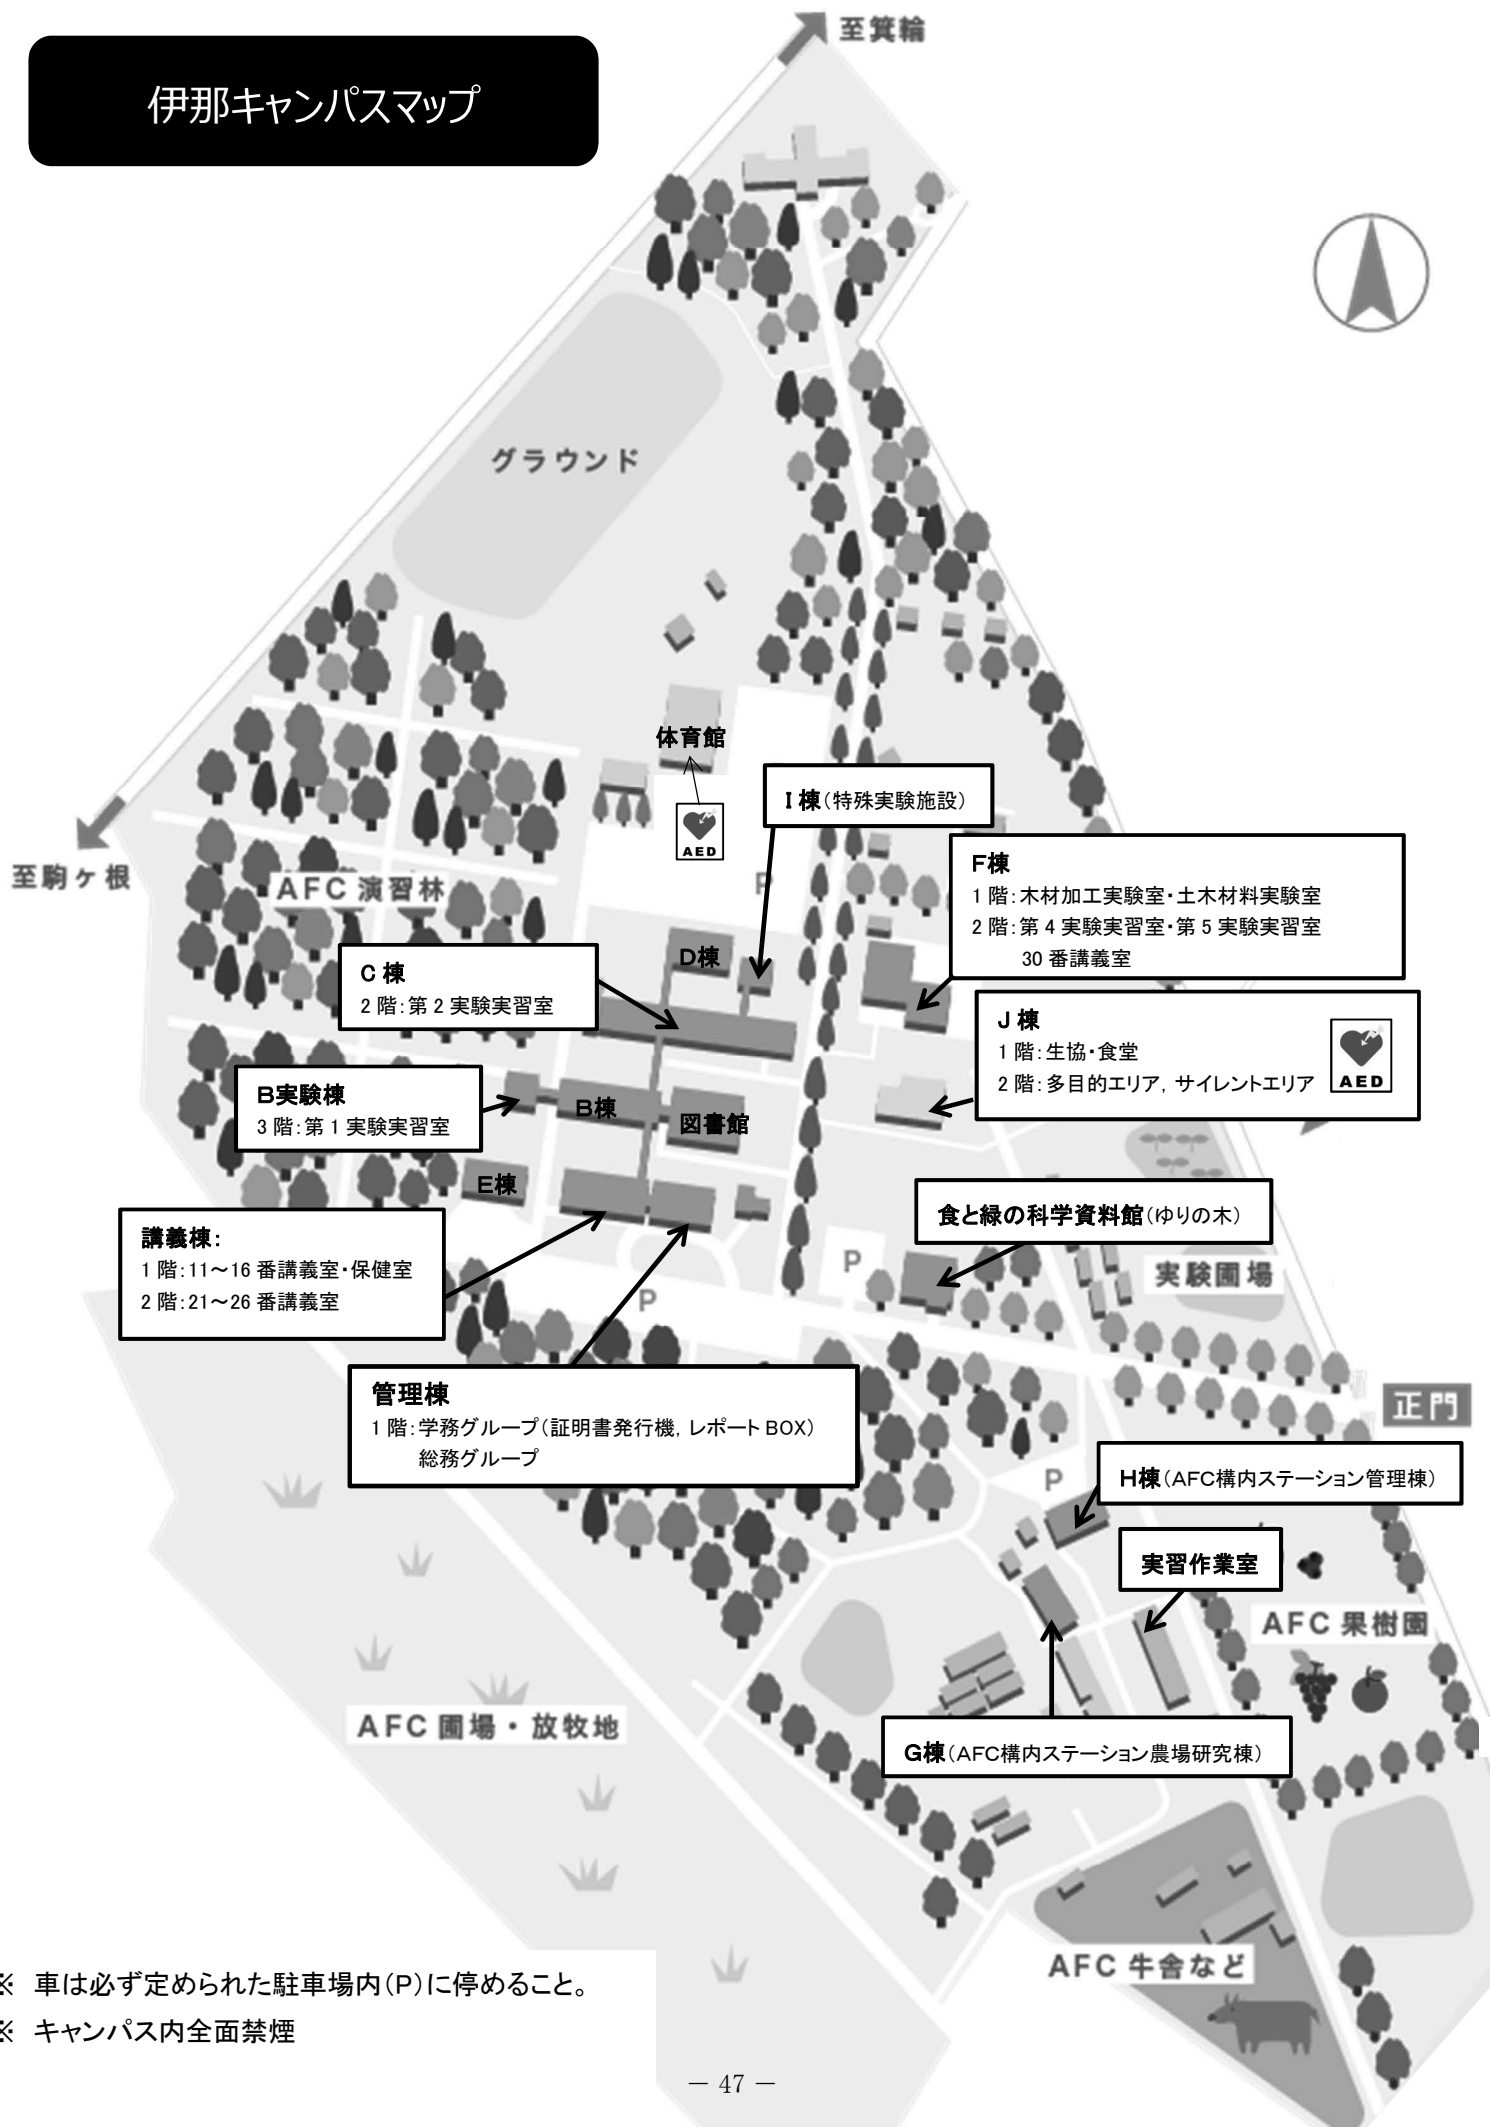 至箕輪
伊那キャンパスマップ
グラウンド
体育館
AED
I棟(特殊実験施設)
至駒ヶ根
AFC 演習林
P
F棟
1階:木材加工実験室・土木材料実験室
2階:第4実験実習室・第5実験実習室
30番講義室
D棟
C棟
2階:第2実験実習室
J棟
1階:生協・食堂
2階:多目的エリア, サイレントエリア
AED
B実験棟
3階:第1実験実習室
B棟
図書館
E棟
食と緑の科学資料館(ゆりの木)
講義棟:
1階:11～16番講義室・保健室
2階:21～26番講義室
P
P
実験圃場
管理棟
1階:学務グループ(証明書発行機, レポートBOX)
総務グループ
正門
P
H棟(AFC構内ステーション管理棟)
実習作業室
AFC 果樹園
AFC 圃場・放牧地
G棟(AFC構内ステーション農場研究棟)
AFC 牛舎など
※ 車は必ず定められた駐車場内(P)に停めること。
※ キャンパス内全面禁煙
－ 47 －